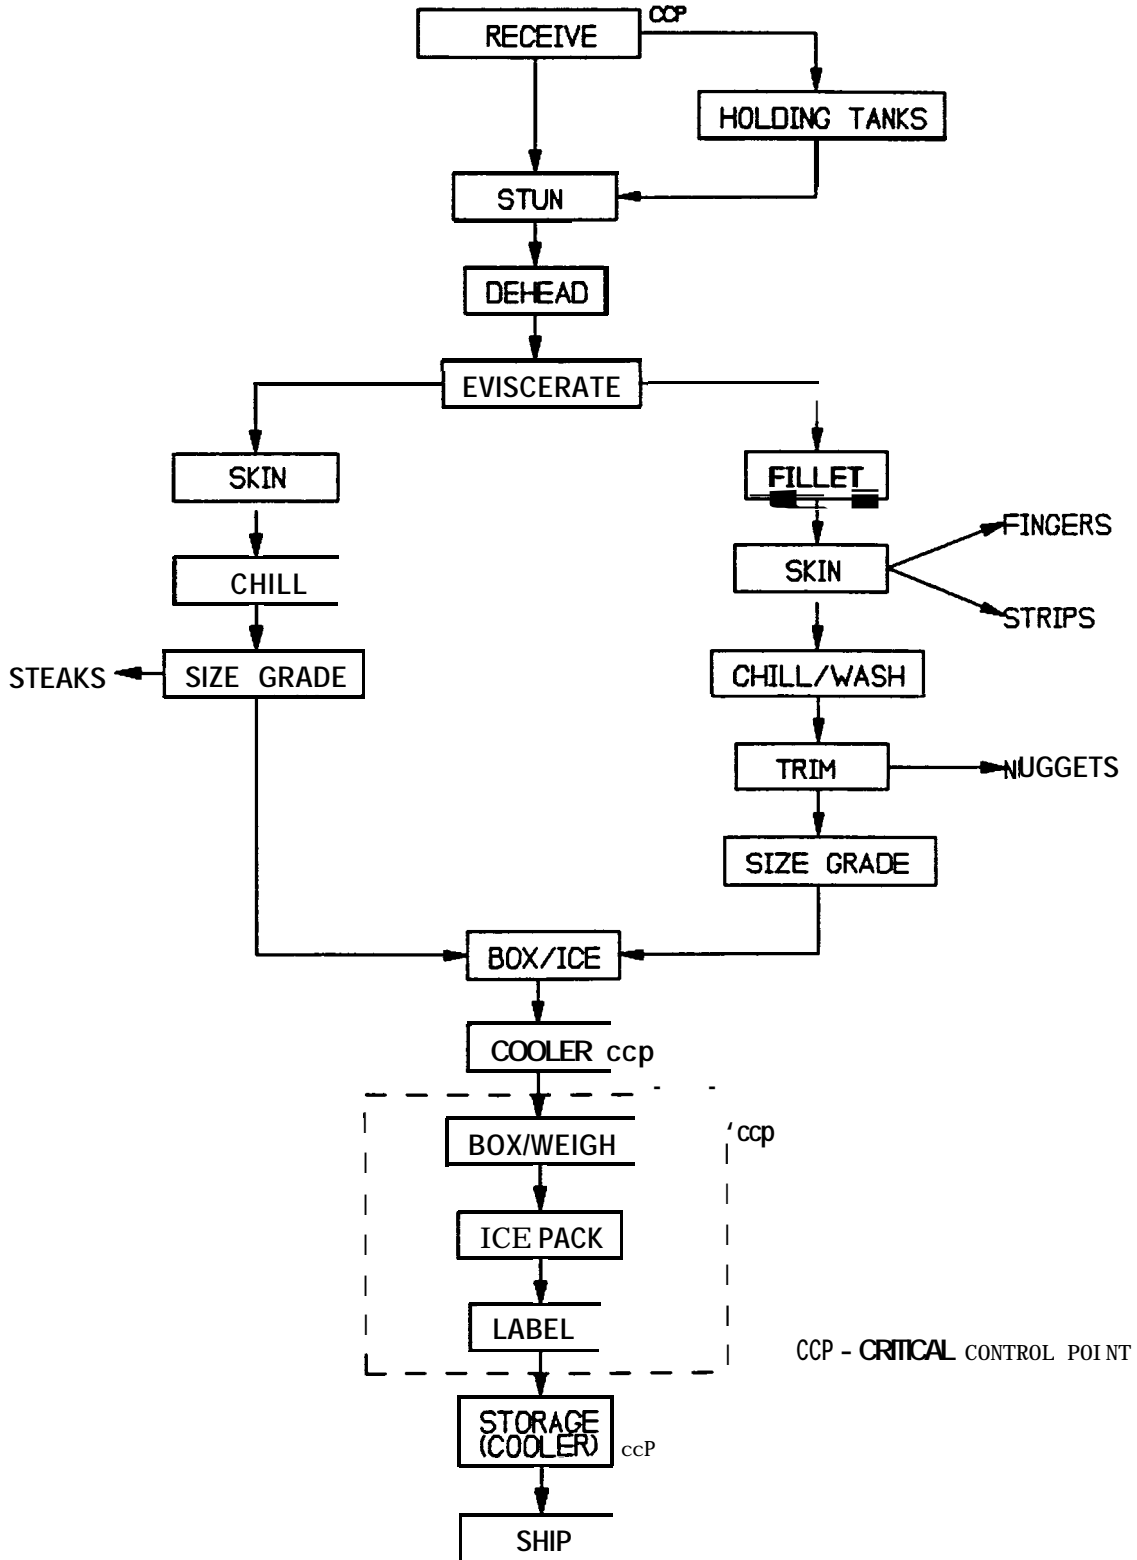 CCP
RECEIVE
HOLDING TANKS
STUN
DEHEAD
EVISCERATE
SKIN
FILLET
FINGERS
CHILL
SKIN
STRIPS
STEAKS
SIZE GRADE
CHILL/WASH
TRIM
NUGGETS
SIZE GRADE
BOX/ICE
COOLER ccp
BOX/WEIGH
ccp
ICE PACK
LABEL
CCP - CRITICAL CONTROL POINT
STORAGE
(COOLER) ccP
SHIP